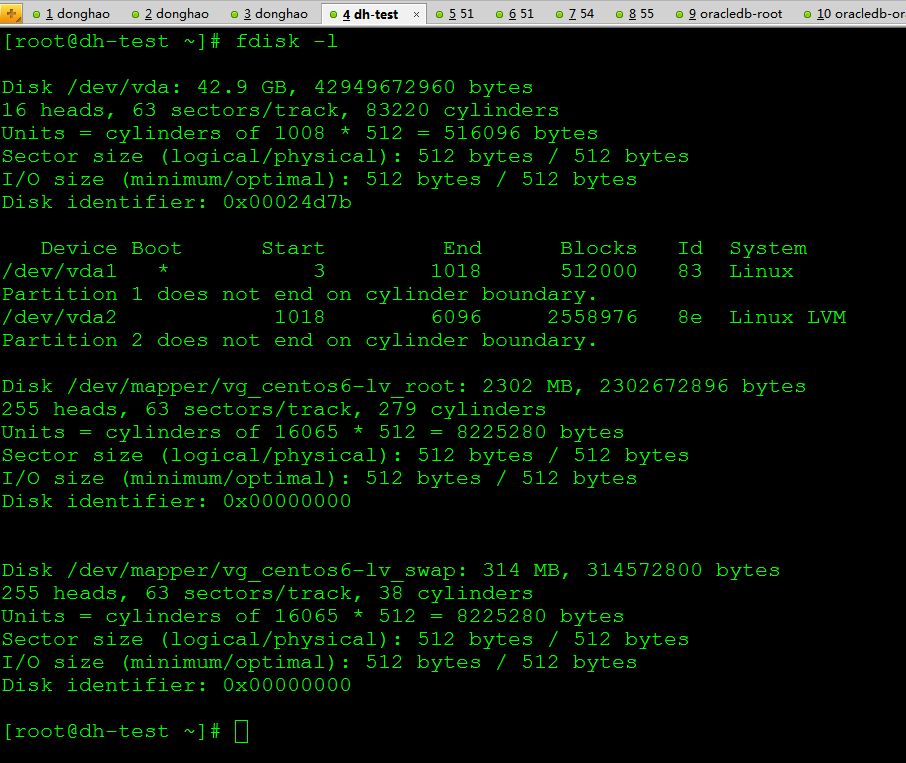 1 donghao 2 donghao 3 donghao 4 dh-test × 5 51 6 51 7 54 8 55 9 oracledb-root 10 oracledb-or
[root@dh-test ~]# fdisk -l
Disk /dev/vda: 42.9 GB, 42949672960 bytes
16 heads, 63 sectors/track, 83220 cylinders
Units = cylinders of 1008 * 512 = 516096 bytes
Sector size (logical/physical): 512 bytes / 512 bytes
I/O size (minimum/optimal): 512 bytes / 512 bytes
Disk identifier: 0x00024d7b
Device Boot Start End Blocks Id System
/dev/vda1 * 3 1018 512000 83 Linux
Partition 1 does not end on cylinder boundary.
/dev/vda2 1018 6096 2558976 8e Linux LVM
Partition 2 does not end on cylinder boundary.
Disk /dev/mapper/vg_centos6-lv_root: 2302 MB, 2302672896 bytes
255 heads, 63 sectors/track, 279 cylinders
Units = cylinders of 16065 * 512 = 8225280 bytes
Sector size (logical/physical): 512 bytes / 512 bytes
I/O size (minimum/optimal): 512 bytes / 512 bytes
Disk identifier: 0x00000000
Disk /dev/mapper/vg_centos6-lv_swap: 314 MB, 314572800 bytes
255 heads, 63 sectors/track, 38 cylinders
Units = cylinders of 16065 * 512 = 8225280 bytes
Sector size (logical/physical): 512 bytes / 512 bytes
I/O size (minimum/optimal): 512 bytes / 512 bytes
Disk identifier: 0x00000000
[root@dh-test ~]#